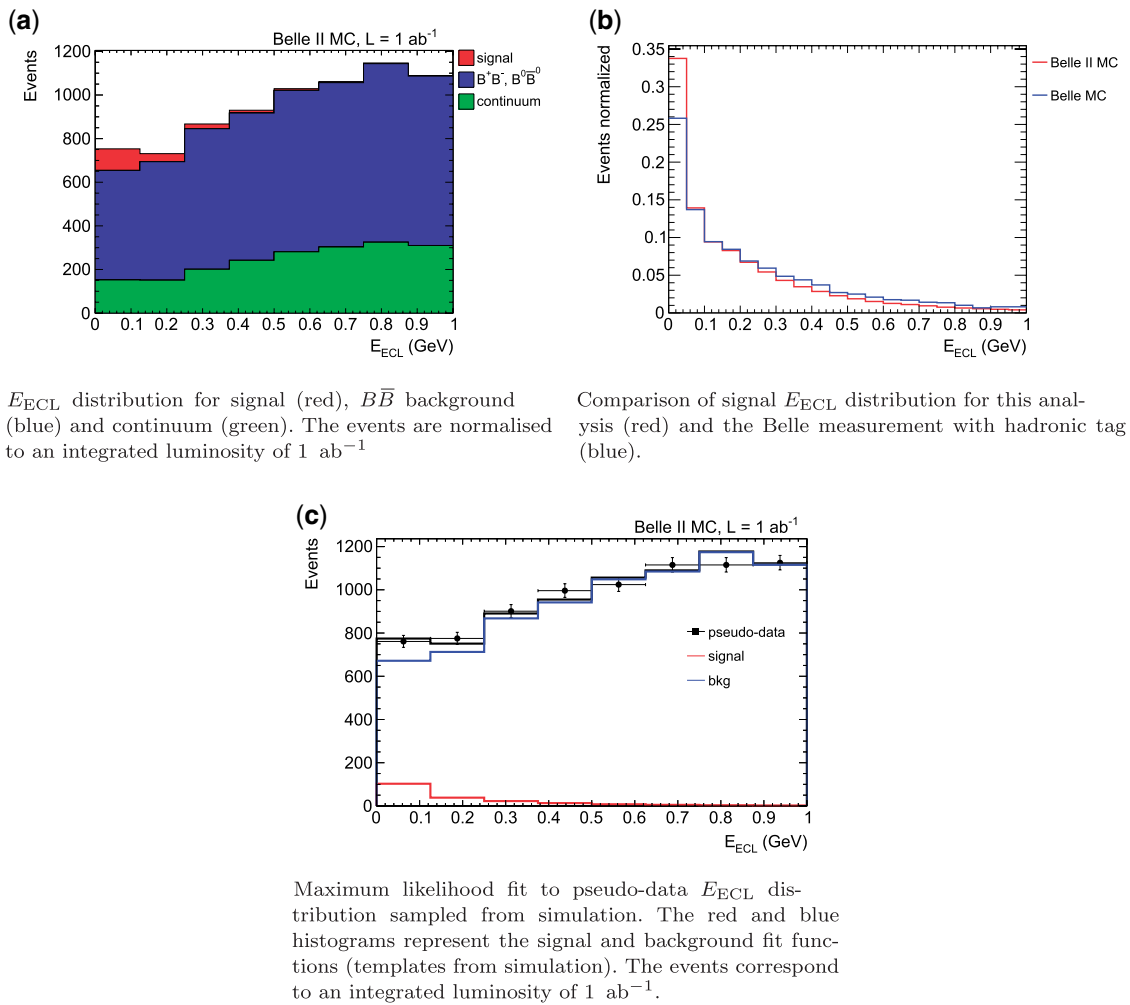 (a)
Belle II MC, L = 1 ab⁻¹
Events
1200
1000
800
600
400
200
0
0 0.1 0.2 0.3 0.4 0.5 0.6 0.7 0.8 0.9 1
E_ECL (GeV)
signal
B⁺B⁻, B⁰B̅⁰
continuum
E_ECL distribution for signal (red), BB̅ background
(blue) and continuum (green). The events are normalised
to an integrated luminosity of 1 ab⁻¹
(b)
Events normalized
0.35
0.3
0.25
0.2
0.15
0.1
0.05
0
0.1 0.2 0.3 0.4 0.5 0.6 0.7 0.8 0.9 1
E_ECL (GeV)
Belle II MC
Belle MC
Comparison of signal E_ECL distribution for this anal-
ysis (red) and the Belle measurement with hadronic tag
(blue).
(c)
Belle II MC, L = 1 ab⁻¹
Events
1200
1000
800
600
400
200
0
0.1 0.2 0.3 0.4 0.5 0.6 0.7 0.8 0.9 1
E_ECL (GeV)
pseudo-data
signal
bkg
Maximum likelihood fit to pseudo-data E_ECL dis-
tribution sampled from simulation. The red and blue
histograms represent the signal and background fit func-
tions (templates from simulation). The events correspond
to an integrated luminosity of 1 ab⁻¹.